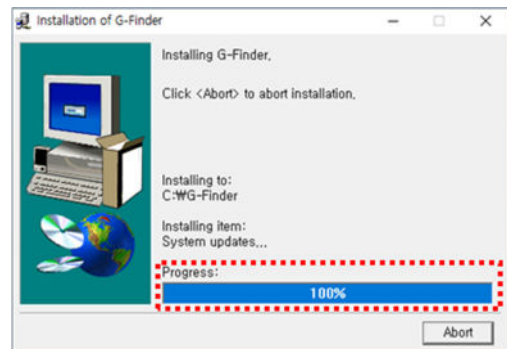 Installation of G-Finder
Installing G-Finder,
Click <Abort> to abort installation,
Installing to:
C:₩G-Finder
Installing item:
System updates,,,
Progress:
100%
Abort